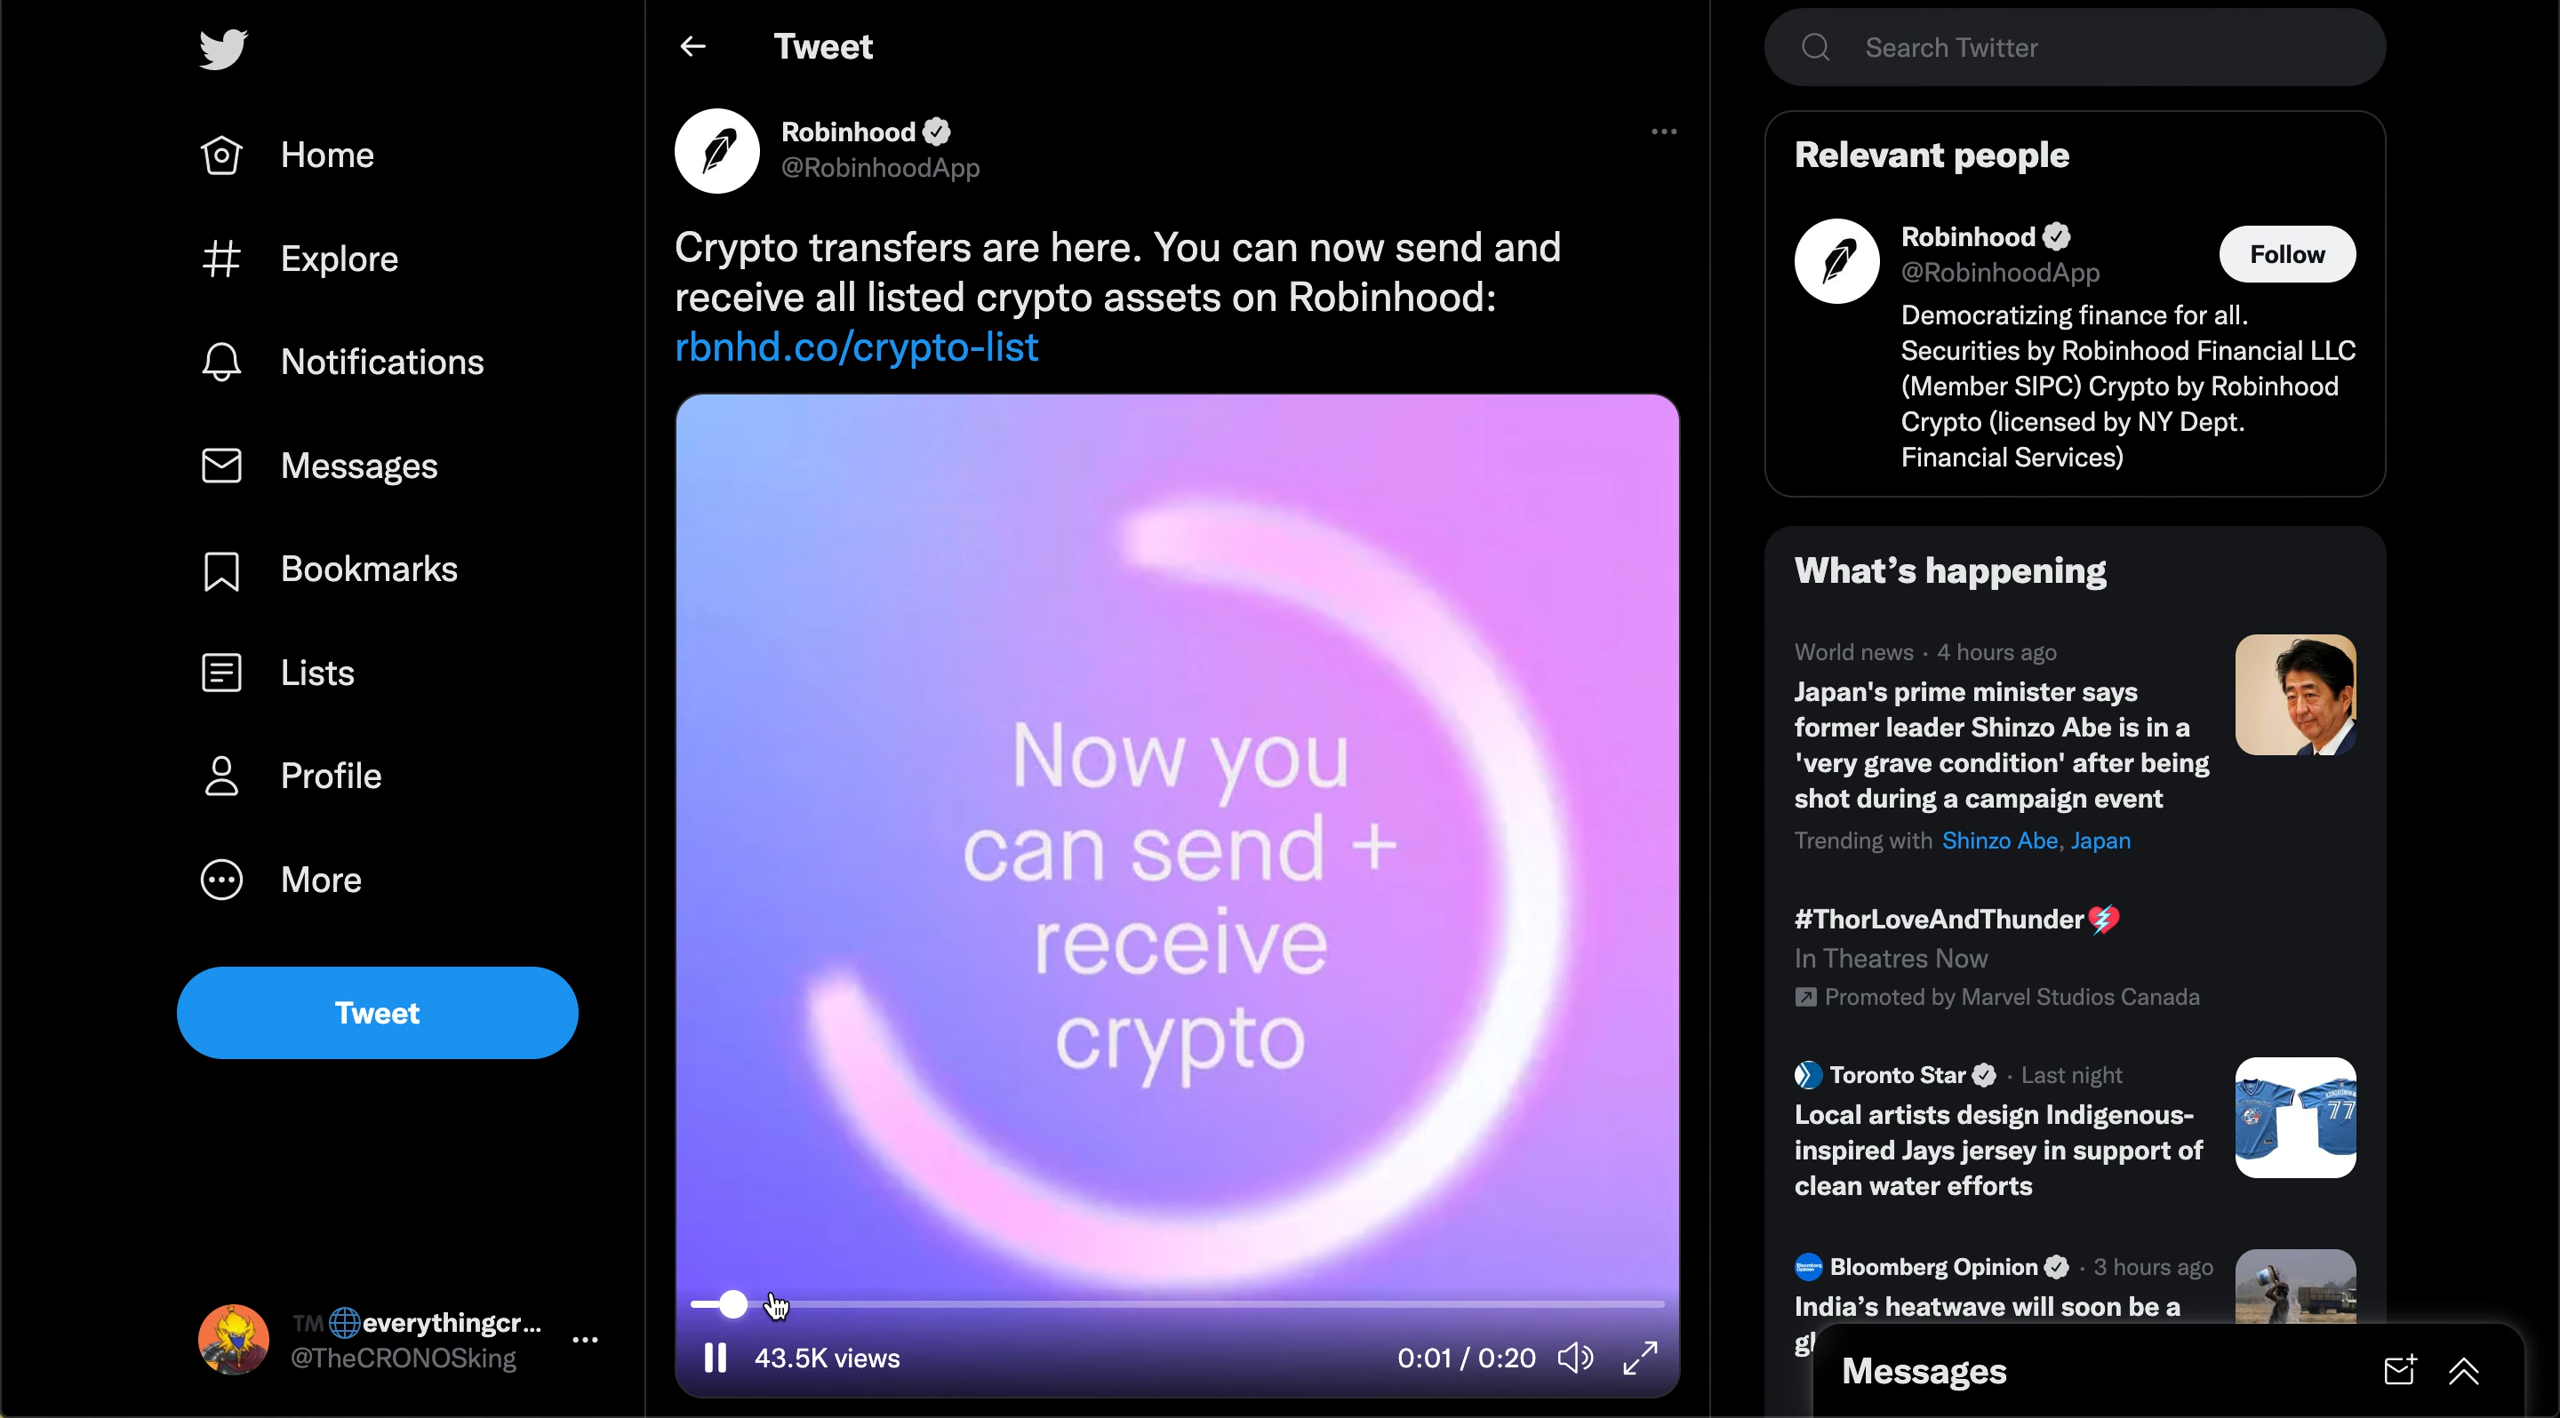 Home
Explore
Notifications
Messages
Bookmarks
Lists
Profile
More
Tweet
TM🌐everythingcr...
@TheCRONOSking
Tweet
Robinhood
@RobinhoodApp
Crypto transfers are here. You can now send and
receive all listed crypto assets on Robinhood:
rbnhd.co/crypto-list
Now you
can send +
receive
crypto
43.5K views
0:01 / 0:20
Search Twitter
Relevant people
Robinhood
@RobinhoodApp
Follow
Democratizing finance for all.
Securities by Robinhood Financial LLC
(Member SIPC) Crypto by Robinhood
Crypto (licensed by NY Dept.
Financial Services)
What's happening
World news · 4 hours ago
Japan's prime minister says
former leader Shinzo Abe is in a
'very grave condition' after being
shot during a campaign event
Trending with Shinzo Abe, Japan
#ThorLoveAndThunder
In Theatres Now
Promoted by Marvel Studios Canada
Toronto Star · Last night
Local artists design Indigenous-
inspired Jays jersey in support of
clean water efforts
77
Bloomberg Opinion · 3 hours ago
India's heatwave will soon be a
Messages